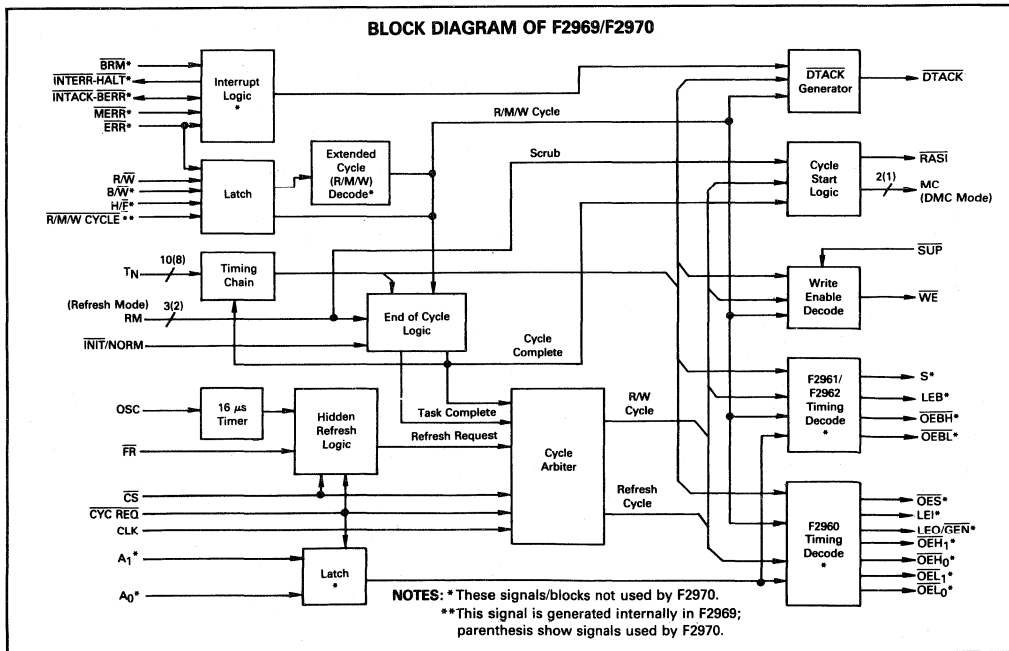 BLOCK DIAGRAM OF F2969/F2970
BRM*
INTERR-HALT*
INTACK-BERR*
MERR*
ERR*
Interrupt
Logic
*
R/W
B/W*
H/E*
R/M/W CYCLE**
Latch
Extended
Cycle
(R/M/W)
Decode*
R/M/W Cycle
Scrub
DTACK
Generator
DTACK
Cycle
Start
Logic
RASI
2(1)
MC
(DMC Mode)
TN
10(8)
Timing
Chain
(Refresh Mode)
RM
3(2)
INIT/NORM
End of Cycle
Logic
Cycle
Complete
SUP
Write
Enable
Decode
WE
OSC
16 µs
Timer
Hidden
Refresh
Logic
FR
CS
CYC REQ
CLK
Task Complete
Refresh Request
Cycle
Arbiter
R/W
Cycle
Refresh
Cycle
F2961/
F2962
Timing
Decode
*
S*
LEB*
OEBH*
OEBL*
F2960
Timing
Decode
*
OES*
LEI*
LEO/GEN*
OEH1*
OEH0*
OEL1*
OEL0*
A1*
A0*
Latch
*
NOTES: * These signals/blocks not used by F2970.
**This signal is generated internally in F2969;
parenthesis show signals used by F2970.